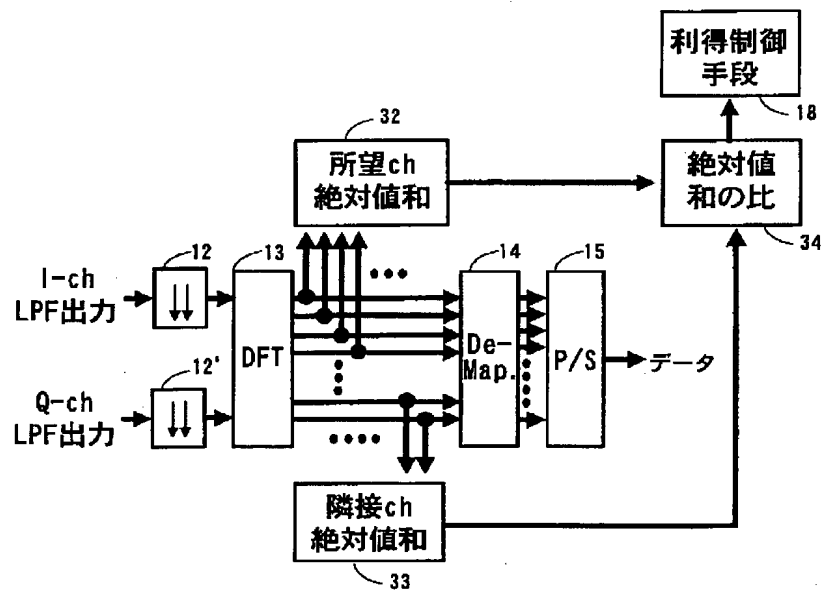 利得制御
手段
18
32
所望ch
絶対値和
絶対値
和の比
34
I-ch
LPF出力
12
13
DFT
14
De-
Map.
15
P/S
データ
Q-ch
LPF出力
12'
隣接ch
絶対値和
33